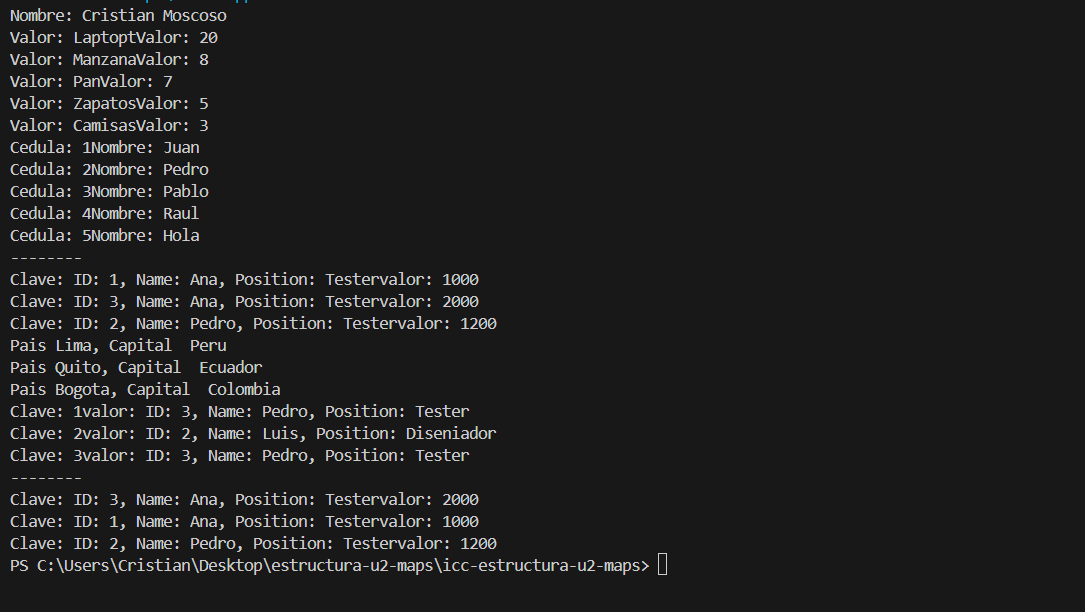 Nombre: Cristian Moscoso
Valor: LaptoptValor: 20
Valor: ManzanaValor: 8
Valor: PanValor: 7
Valor: ZapatosValor: 5
Valor: CamisasValor: 3
Cedula: 1Nombre: Juan
Cedula: 2Nombre: Pedro
Cedula: 3Nombre: Pablo
Cedula: 4Nombre: Raul
Cedula: 5Nombre: Hola
--------
Clave: ID: 1, Name: Ana, Position: Testervalor: 1000
Clave: ID: 3, Name: Ana, Position: Testervalor: 2000
Clave: ID: 2, Name: Pedro, Position: Testervalor: 1200
Pais Lima, Capital  Peru
Pais Quito, Capital  Ecuador
Pais Bogota, Capital  Colombia
Clave: 1valor: ID: 3, Name: Pedro, Position: Tester
Clave: 2valor: ID: 2, Name: Luis, Position: Diseniador
Clave: 3valor: ID: 3, Name: Pedro, Position: Tester
--------
Clave: ID: 3, Name: Ana, Position: Testervalor: 2000
Clave: ID: 1, Name: Ana, Position: Testervalor: 1000
Clave: ID: 2, Name: Pedro, Position: Testervalor: 1200
PS C:\Users\Cristian\Desktop\estructura-u2-maps\icc-estructura-u2-maps>